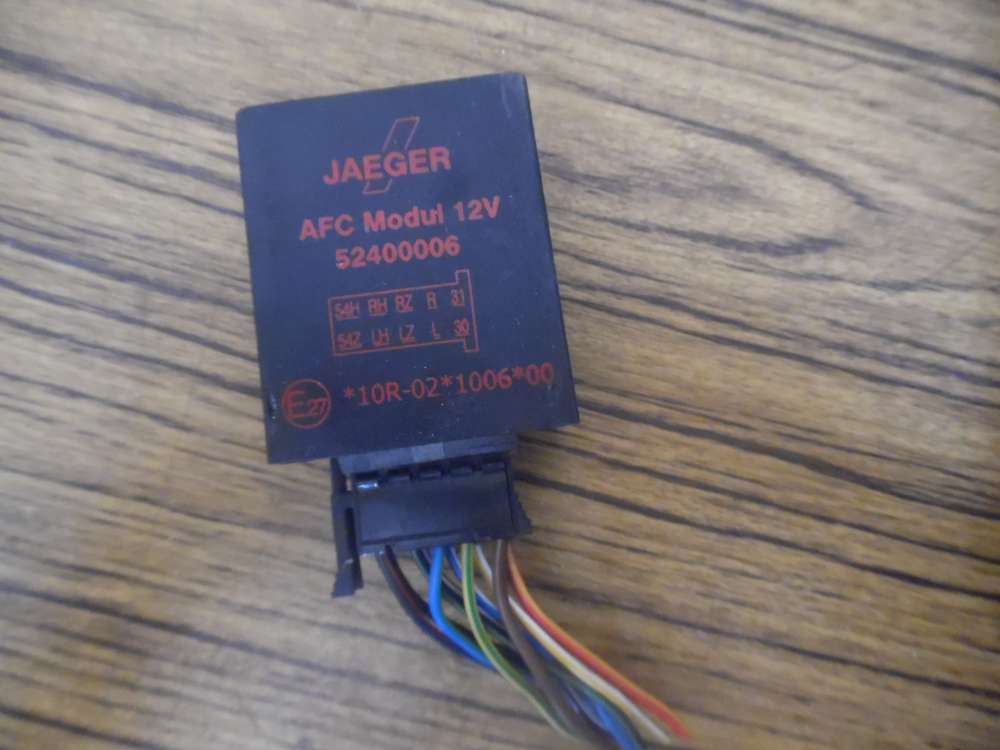 JAEGER
AFC Modul 12V
52400006
54H RH RZ R 31
54Z LH LZ L 30
E27 *10R-02*1006*00